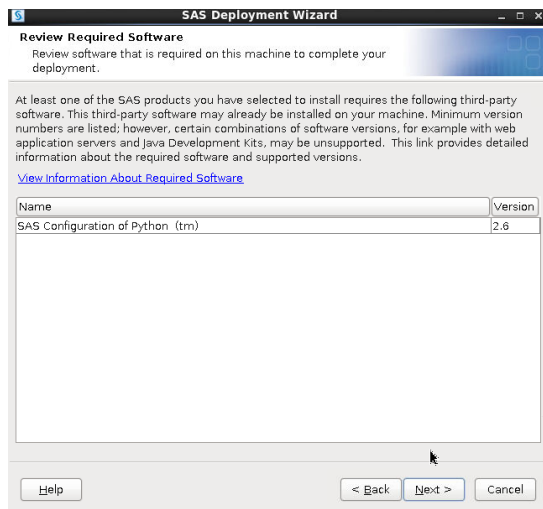 SAS Deployment Wizard
Review Required Software
Review software that is required on this machine to complete your
deployment.
At least one of the SAS products you have selected to install requires the following third-party
software. This third-party software may already be installed on your machine. Minimum version
numbers are listed; however, certain combinations of software versions, for example with web
application servers and Java Development Kits, may be unsupported. This link provides detailed
information about the required software and supported versions.
View Information About Required Software
Name Version
SAS Configuration of Python (tm) 2.6
Help < Back Next > Cancel